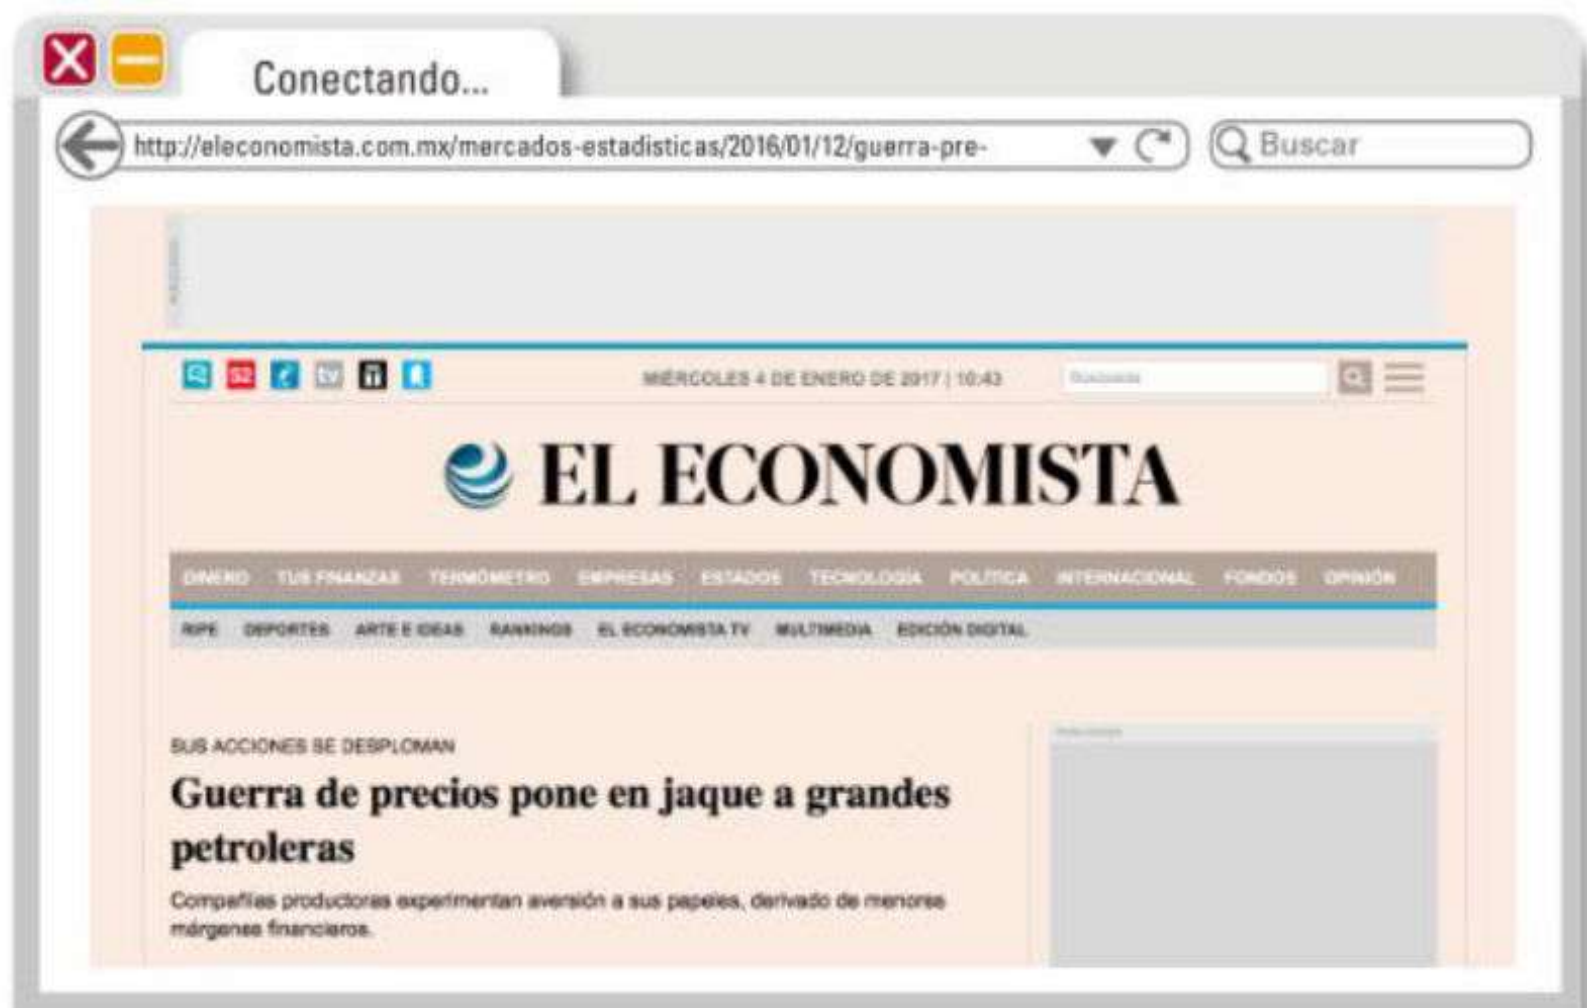 Conectando...
http://eleconomista.com.mx/mercados-estadisticas/2016/01/12/guerra-pre-
Buscar
S2 tv
MIÉRCOLES 4 DE ENERO DE 2017 | 10:43
EL ECONOMISTA
DINERO TUS FINANZAS TERMÓMETRO EMPRESAS ESTADOS TECNOLOGÍA POLÍTICA INTERNACIONAL FONDOS OPINIÓN
RIPE DEPORTES ARTE E IDEAS RANKINGS EL ECONOMISTA TV MULTIMEDIA EDICIÓN DIGITAL
SUS ACCIONES SE DESPLOMAN
Guerra de precios pone en jaque a grandes
petroleras
Compañías productoras experimentan aversión a sus papeles, derivado de menores
márgenes financieros.